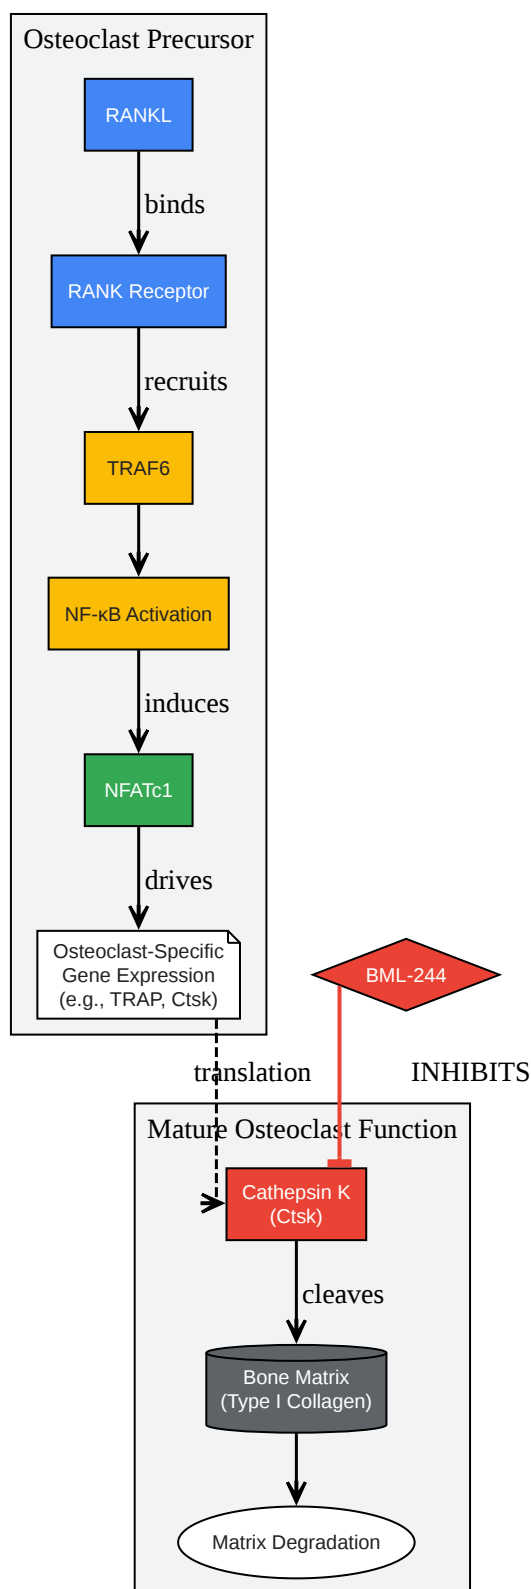 Osteoclast Precursor
RANKL
binds
RANK Receptor
recruits
TRAF6
NF-κB Activation
induces
NFATc1
drives
Osteoclast-Specific
Gene Expression
(e.g., TRAP, Ctsk)
BML-244
translation
INHIBITS
Mature Osteoclast Function
Cathepsin K
(Ctsk)
cleaves
Bone Matrix
(Type I Collagen)
Matrix Degradation